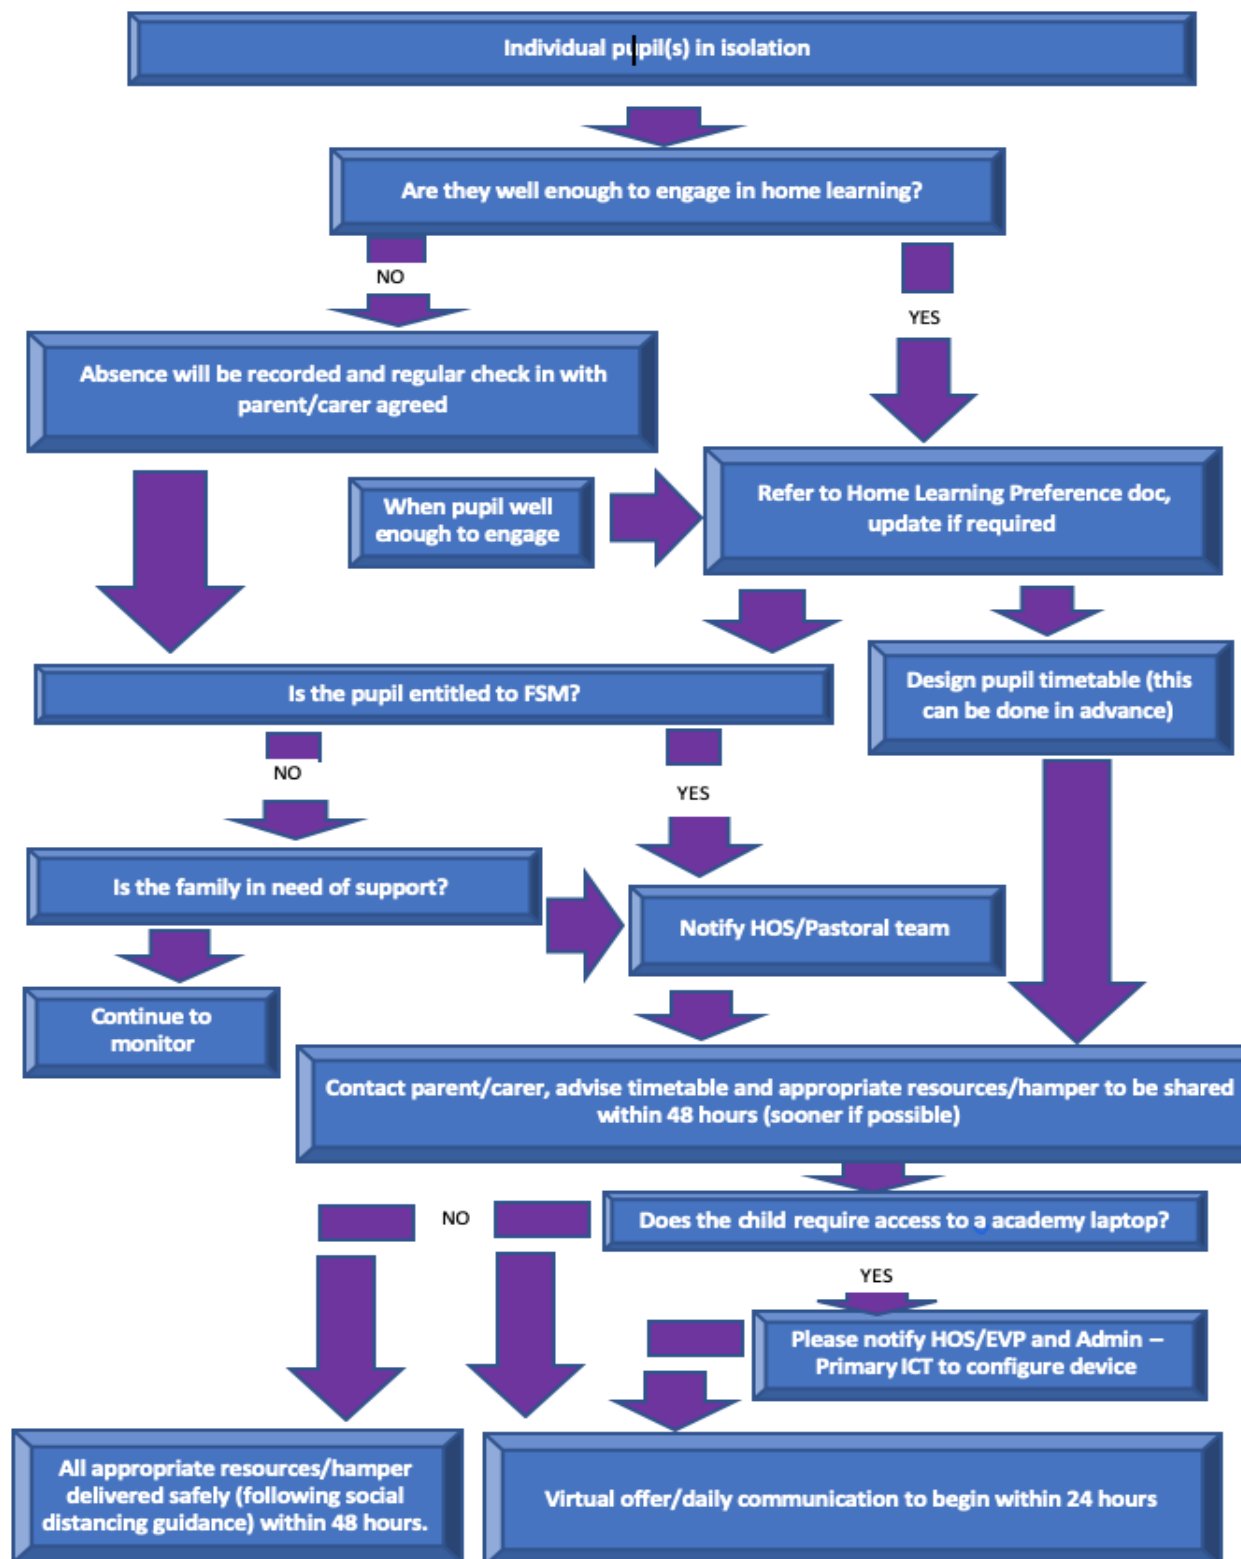 Individual pupil(s) in isolation
Are they well enough to engage in home learning?
NO
YES
Absence will be recorded and regular check in with
parent/carer agreed
When pupil well
enough to engage
Refer to Home Learning Preference doc,
update if required
Is the pupil entitled to FSM?
Design pupil timetable (this
can be done in advance)
NO
YES
Is the family in need of support?
Notify HOS/Pastoral team
Continue to
monitor
Contact parent/carer, advise timetable and appropriate resources/hamper to be shared
within 48 hours (sooner if possible)
NO
Does the child require access to a academy laptop?
YES
Please notify HOS/EVP and Admin –
Primary ICT to configure device
All appropriate resources/hamper
delivered safely (following social
distancing guidance) within 48 hours.
Virtual offer/daily communication to begin within 24 hours